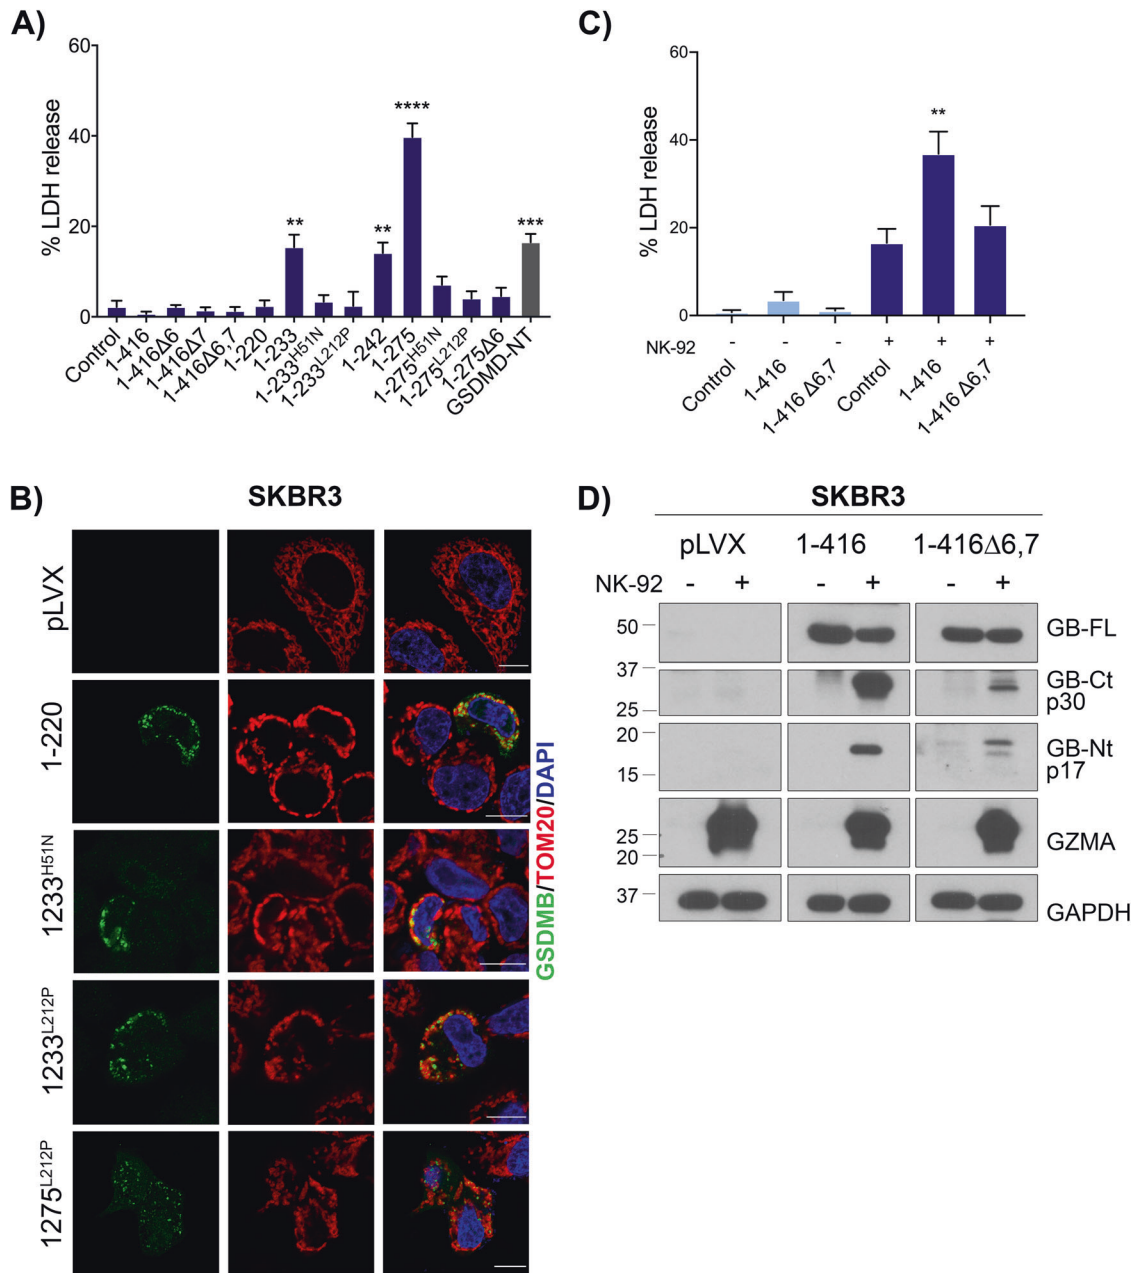 A)
60
40
20
0
% LDH release
**
**
****
***
Control
1-416
1-416Δ6
1-416Δ7
1-416Δ6,7
1-220
1-233
1-233H51N
1-233L212P
1-242
1-275
1-275H51N
1-275L212P
1-275Δ6
GSDMD-NT
C)
60
40
20
0
% LDH release
**
NK-92 - - - + + +
Control
1-416
1-416 Δ6,7
Control
1-416
1-416 Δ6,7
B)
SKBR3
pLVX
1-220
1233H51N
1233L212P
1275L212P
GSDMB/TOM20/DAPI
D)
SKBR3
pLVX 1-416 1-416Δ6,7
NK-92 - + - + - +
50 GB-FL
37
25
GB-Ct
p30
20
15
GB-Nt
p17
25
20
GZMA
37
GAPDH